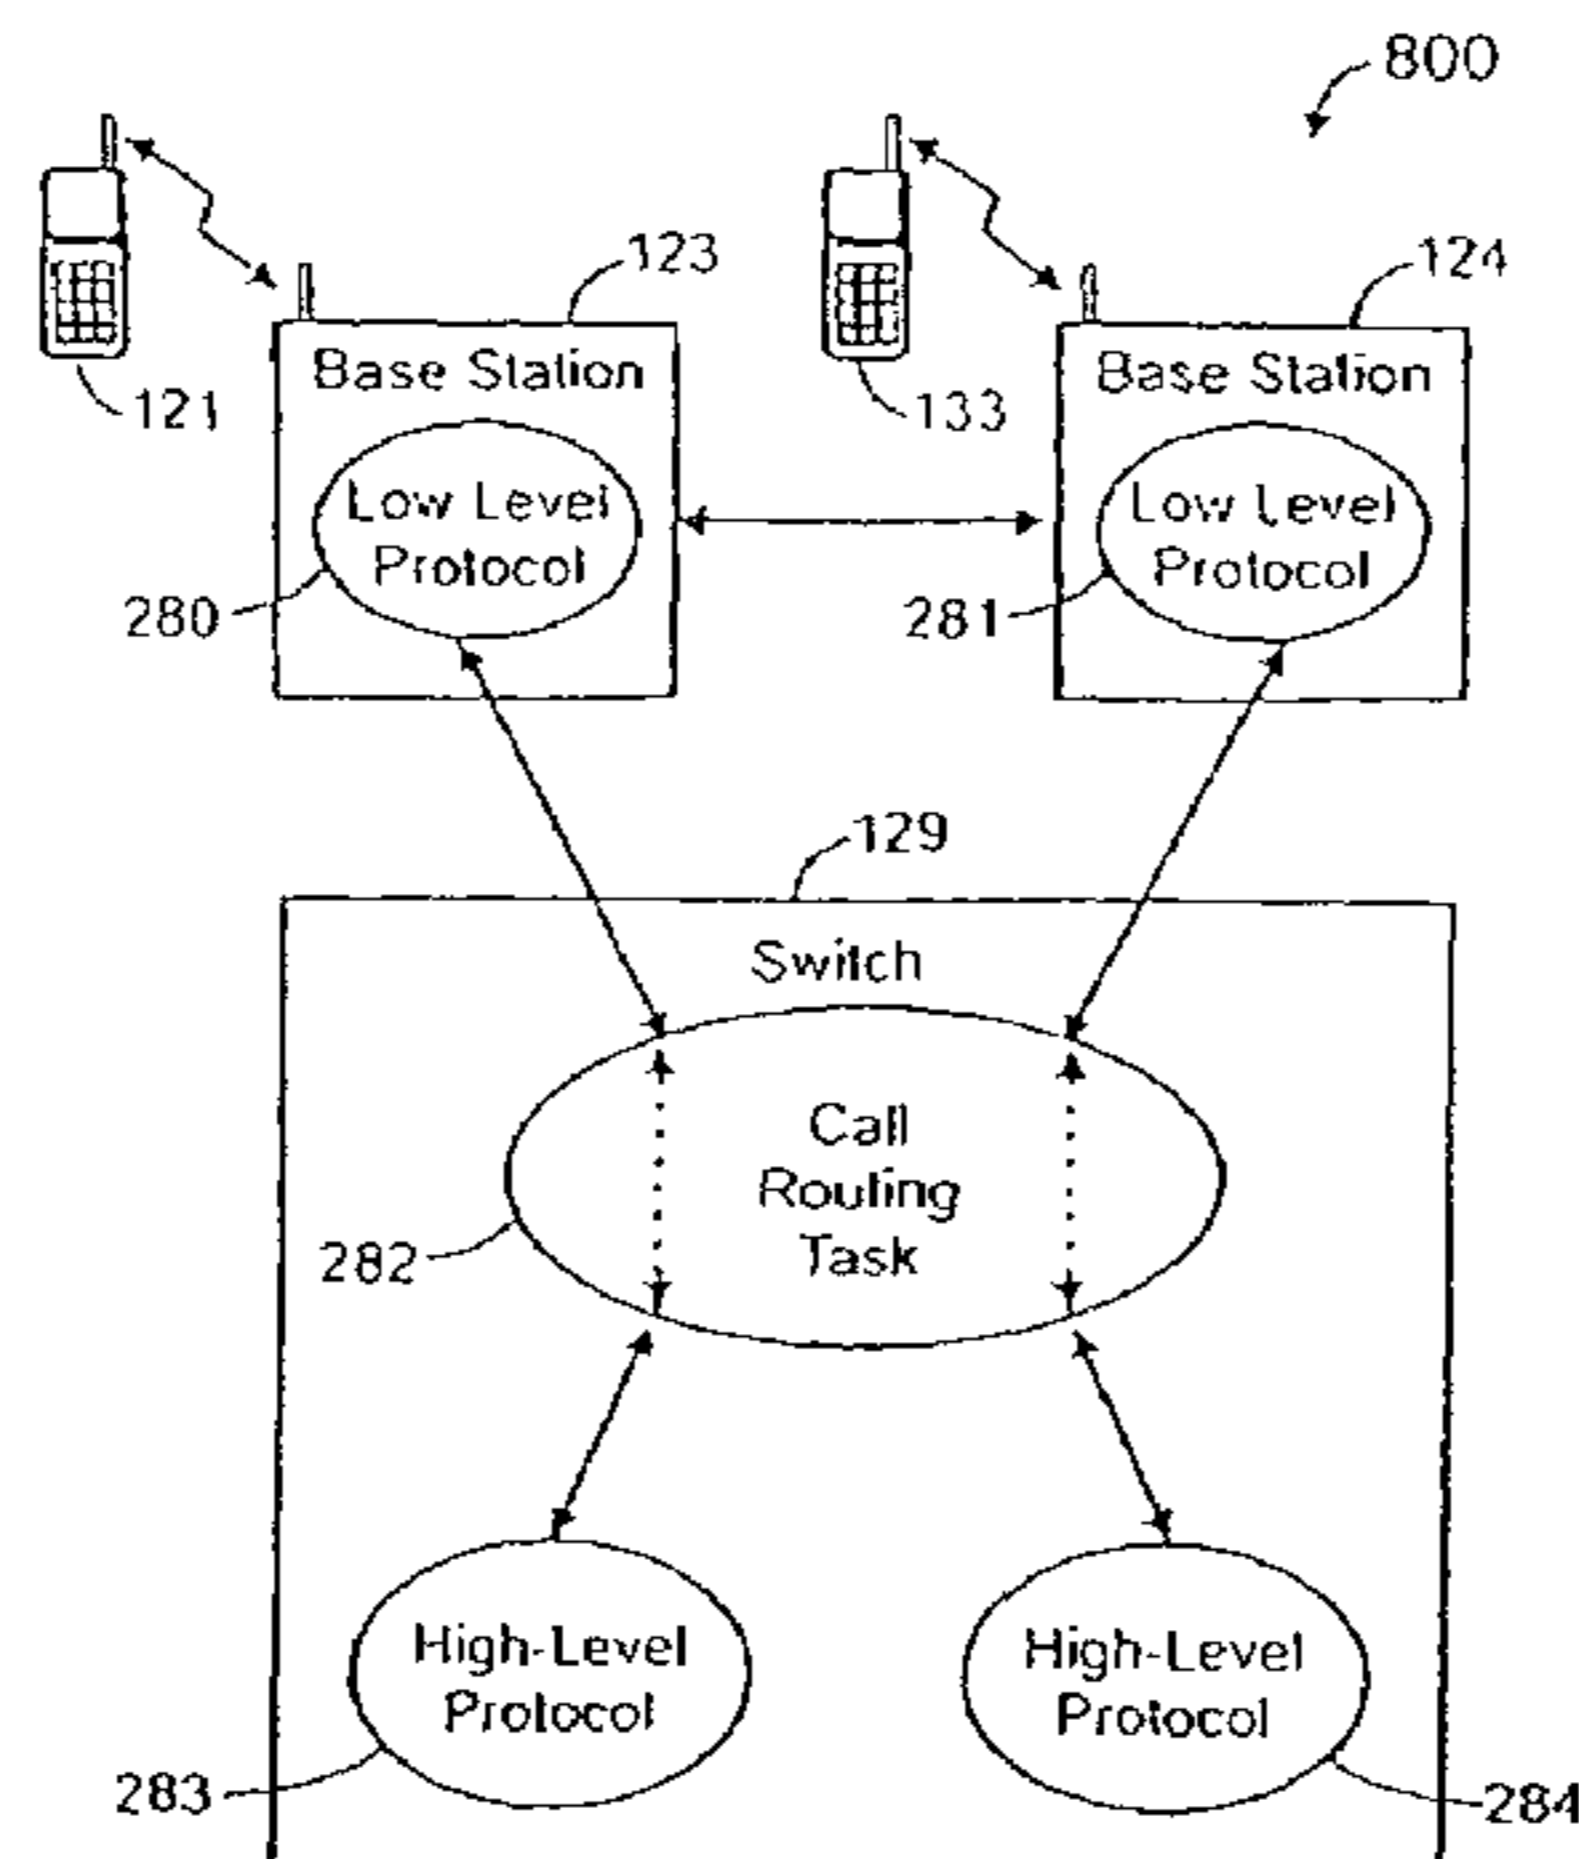 800
123
124
Base Station
Base Station
121
133
Low Level
Protocol
Low Level
Protocol
280
281
129
Switch
Call
Routing
Task
282
High-Level
Protocol
High-Level
Protocol
283
284